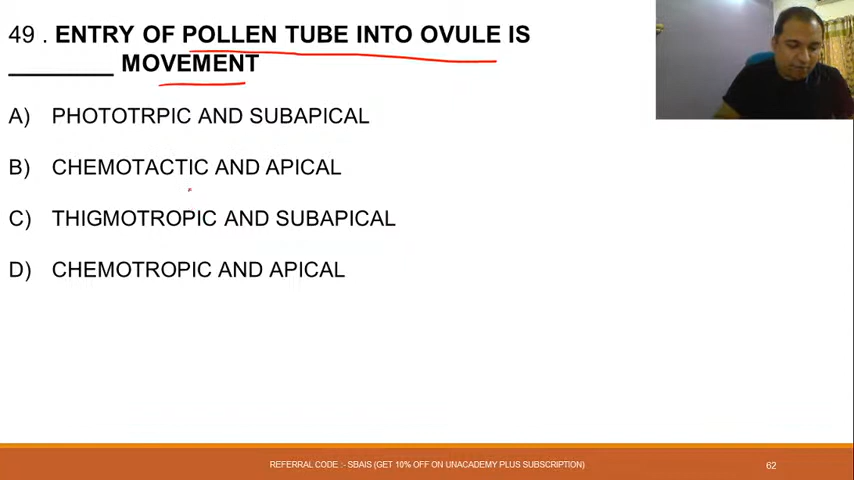 49 . ENTRY OF POLLEN TUBE INTO OVULE IS
_________ MOVEMENT
A) PHOTOTRPIC AND SUBAPICAL
B) CHEMOTACTIC AND APICAL
C) THIGMOTROPIC AND SUBAPICAL
D) CHEMOTROPIC AND APICAL
REFERRAL CODE :- SBAIS (GET 10% OFF ON UNACADEMY PLUS SUBSCRIPTION)
62